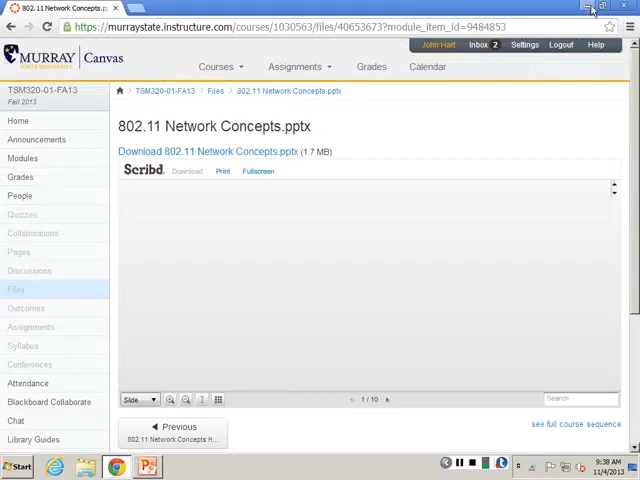 802.11 Network Concepts.pp
https://murraystate.instructure.com/courses/1030563/files/40653673?module_item_id=9484853
MURRAY
STATE UNIVERSITY
Canvas
John Hart
Inbox 2
Settings
Logout
Help
Courses
Assignments
Grades
Calendar
TSM320-01-FA13
Fall 2013
TSM320-01-FA13
Files
802.11 Network Concepts.pptx
Home
Announcements
Modules
Grades
People
Quizzes
Collaborations
Pages
Discussions
Files
Outcomes
Assignments
Syllabus
Conferences
Attendance
Blackboard Collaborate
Chat
Library Guides
802.11 Network Concepts.pptx
Download 802.11 Network Concepts.pptx (1.7 MB)
Scribd.
Download
Print
Fullscreen
Slide
1 / 10
Search
Previous
802.11 Network Concepts H...
see full course sequence
Start
9:38 AM
11/4/2013